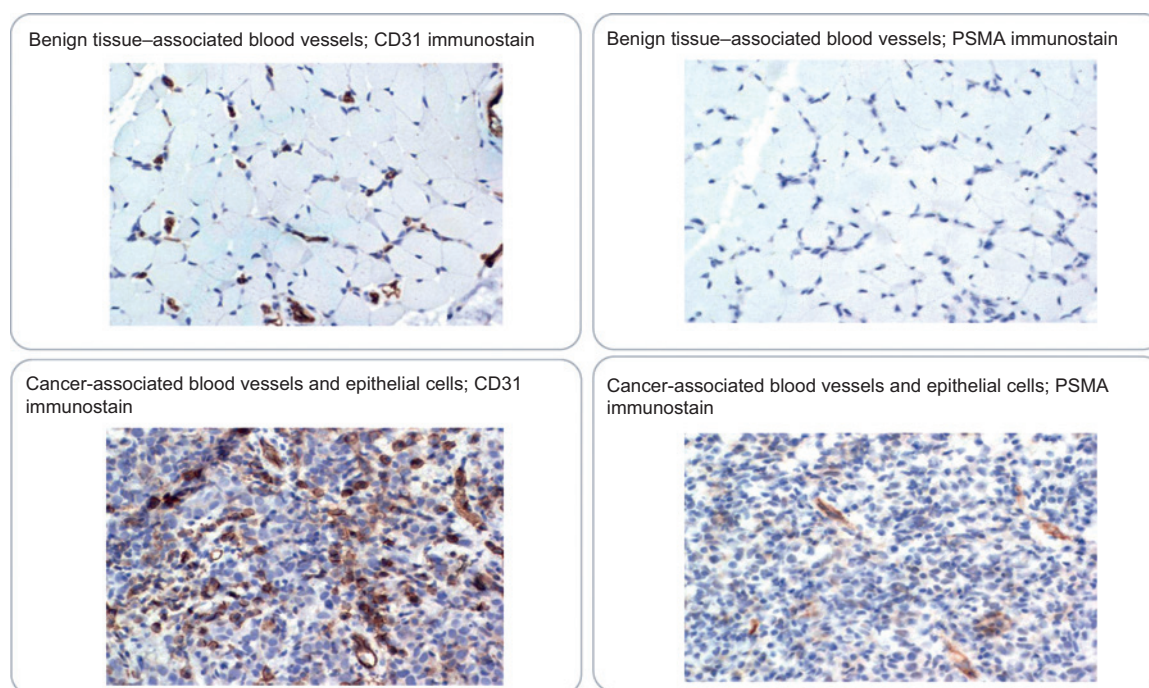 Benign tissue–associated blood vessels; CD31 immunostain
Benign tissue–associated blood vessels; PSMA immunostain
Cancer-associated blood vessels and epithelial cells; CD31
immunostain
Cancer-associated blood vessels and epithelial cells; PSMA
immunostain